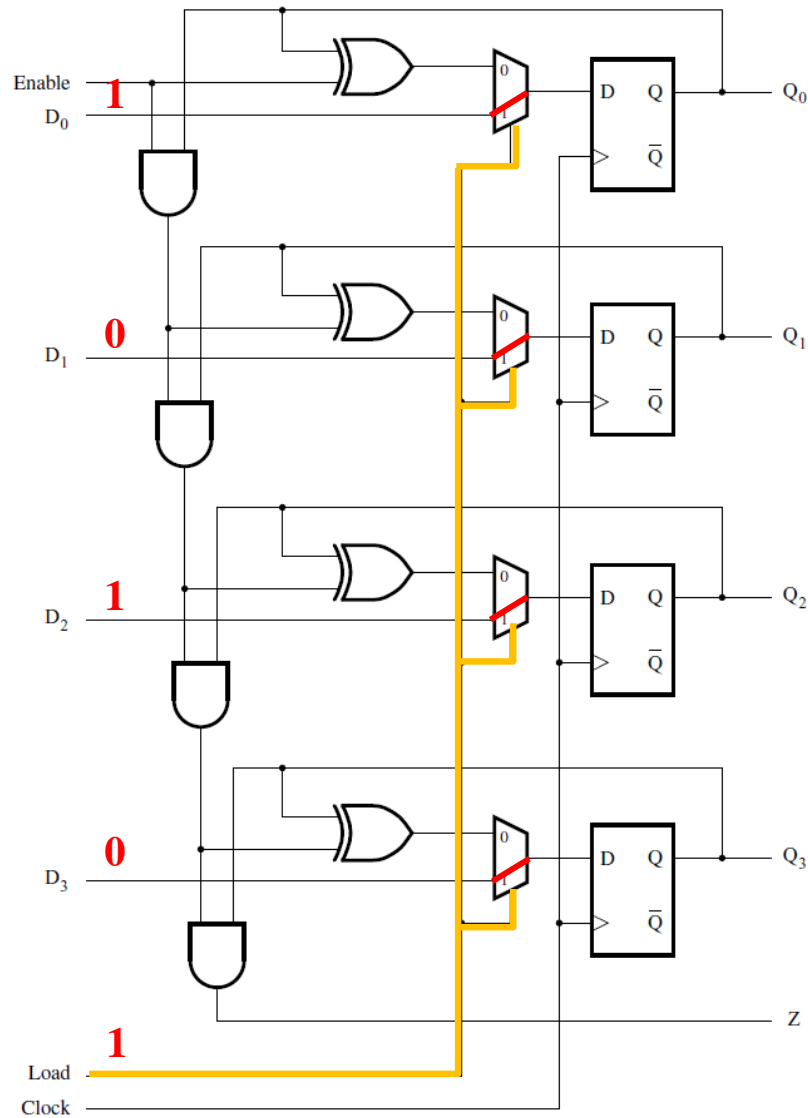 0
Enable 1 D Q Q0
D0 1
Q̅
0
0 D Q Q1
D1 1
Q̅
0
1 D Q Q2
D2 1
Q̅
0
0 D Q Q3
D3 1
Q̅
Z
1
Load
Clock